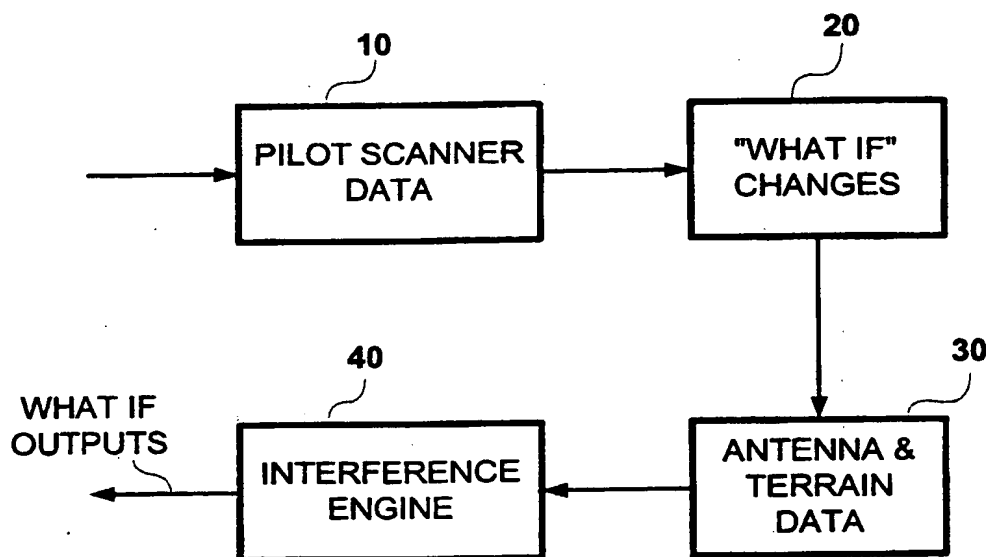 10
PILOT SCANNER
DATA
20
"WHAT IF"
CHANGES
30
ANTENNA &
TERRAIN
DATA
40
INTERFERENCE
ENGINE
WHAT IF
OUTPUTS